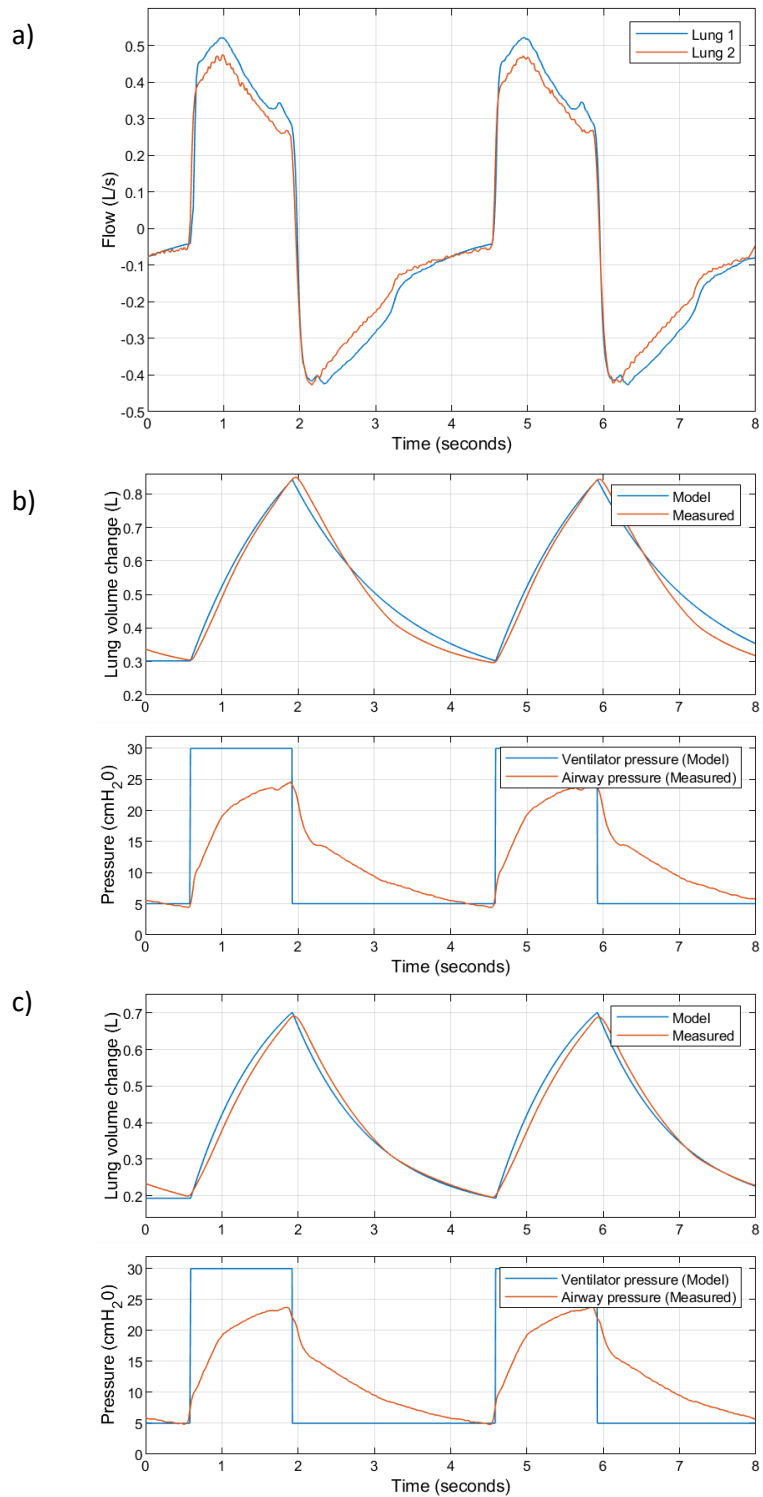 a)
Lung 1
Lung 2
0.5
0.4
0.3
0.2
0.1
0
-0.1
-0.2
-0.3
-0.4
-0.5
Flow (L/s)
0 1 2 3 4 5 6 7 8
Time (seconds)
b)
Model
Measured
0.8
0.7
0.6
0.5
0.4
0.3
0.2
Lung volume change (L)
0 1 2 3 4 5 6 7 8
Ventilator pressure (Model)
Airway pressure (Measured)
30
25
20
15
10
5
0
Pressure (cmH20)
0 1 2 3 4 5 6 7 8
Time (seconds)
c)
Model
Measured
0.7
0.6
0.5
0.4
0.3
0.2
Lung volume change (L)
0 1 2 3 4 5 6 7 8
Ventilator pressure (Model)
Airway pressure (Measured)
30
25
20
15
10
5
0
Pressure (cmH20)
0 1 2 3 4 5 6 7 8
Time (seconds)